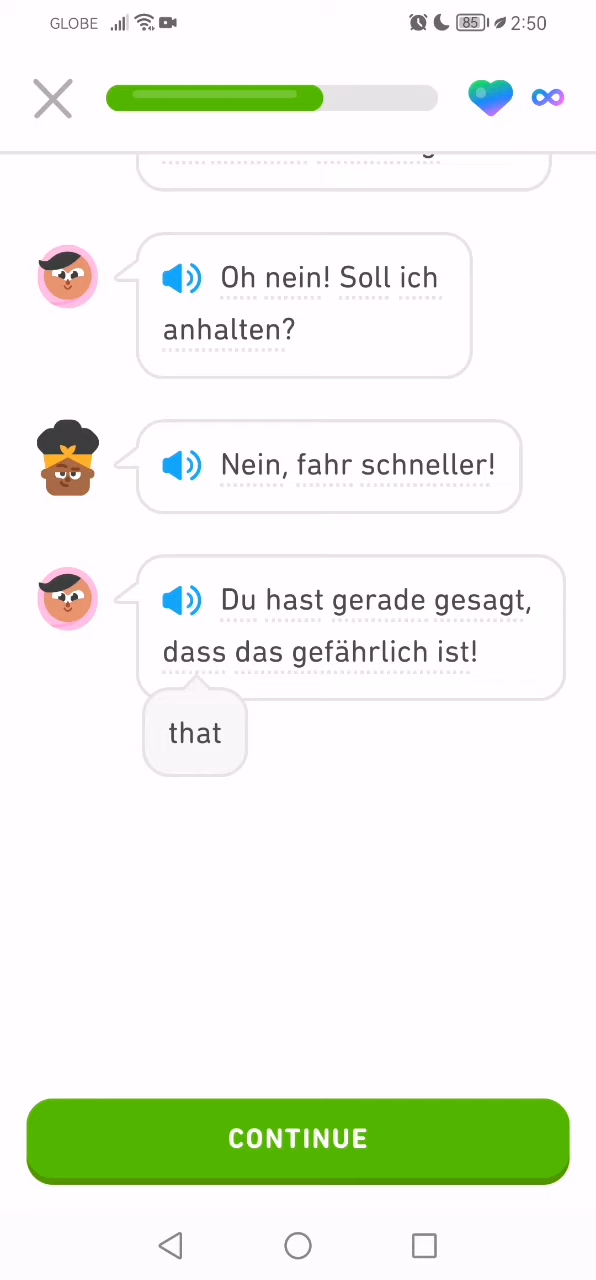 GLOBE 85 2:50
Oh nein! Soll ich
anhalten?
Nein, fahr schneller!
Du hast gerade gesagt,
dass das gefährlich ist!
that
CONTINUE